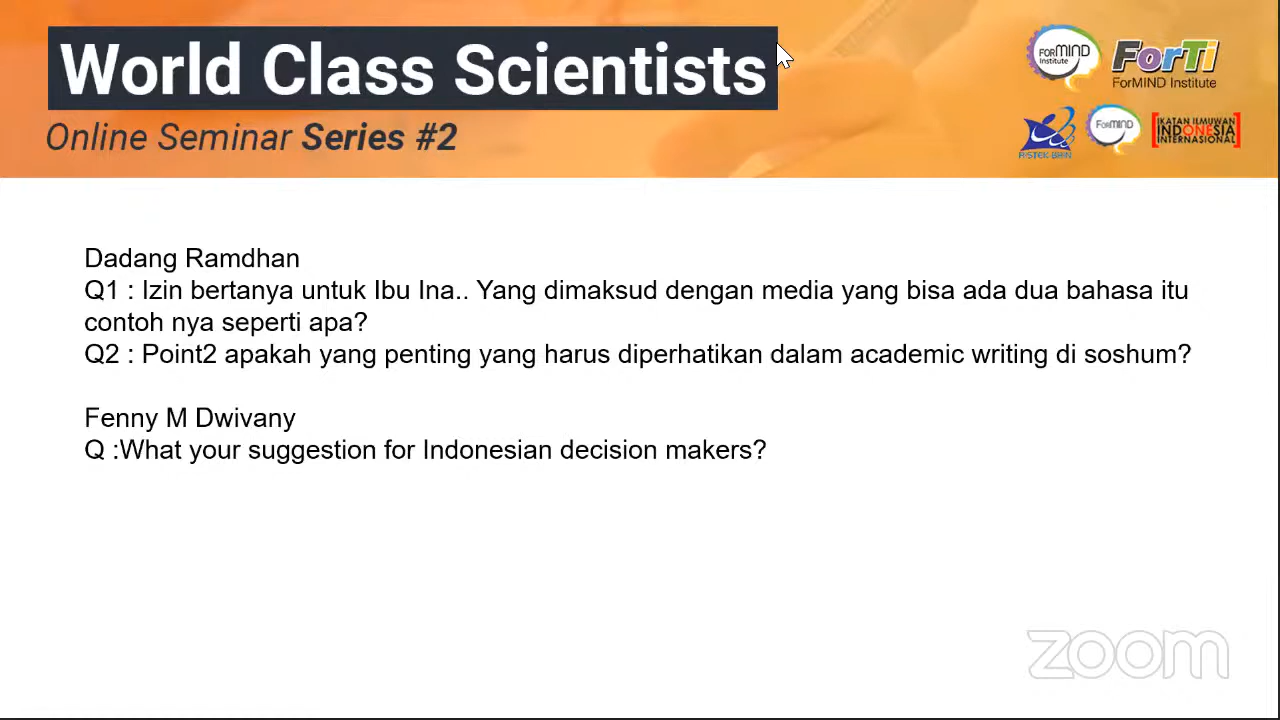 World Class Scientists
Online Seminar Series #2
FORMIND
Institute
ForTi
ForMIND Institute
RISTEK-BRIN
FORMIND
IKATAN ILMUWAN
INDONESIA
INTERNASIONAL
Dadang Ramdhan
Q1 : Izin bertanya untuk Ibu Ina.. Yang dimaksud dengan media yang bisa ada dua bahasa itu
contoh nya seperti apa?
Q2 : Point2 apakah yang penting yang harus diperhatikan dalam academic writing di soshum?
Fenny M Dwivany
Q :What your suggestion for Indonesian decision makers?
zoom